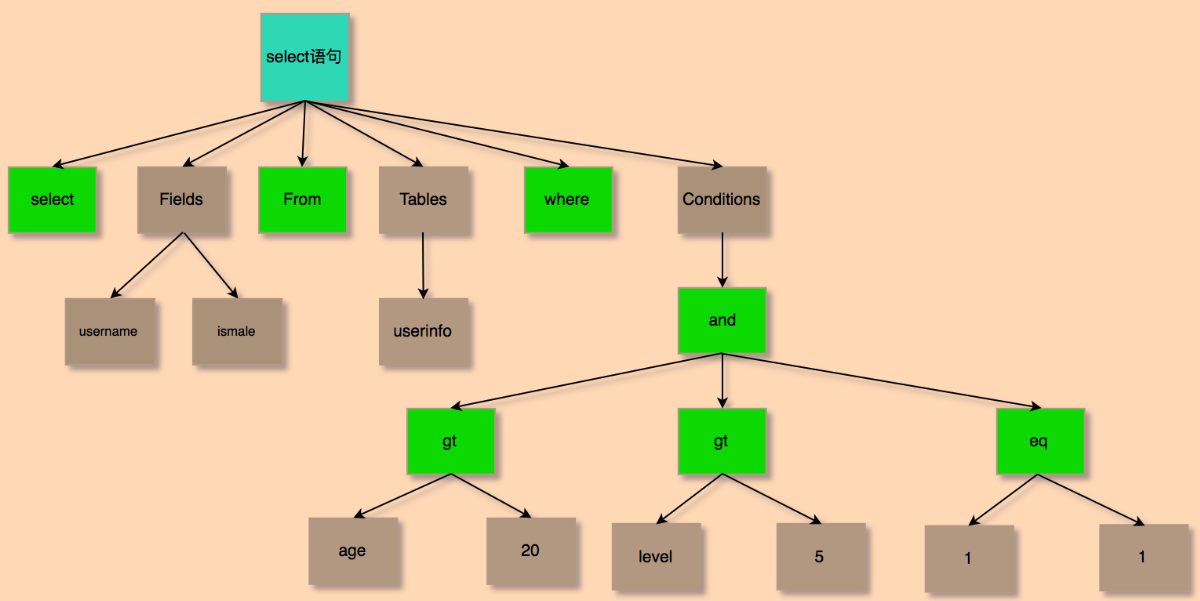 select语句
select
Fields
From
Tables
where
Conditions
username
ismale
userinfo
and
gt
gt
eq
age
20
level
5
1
1